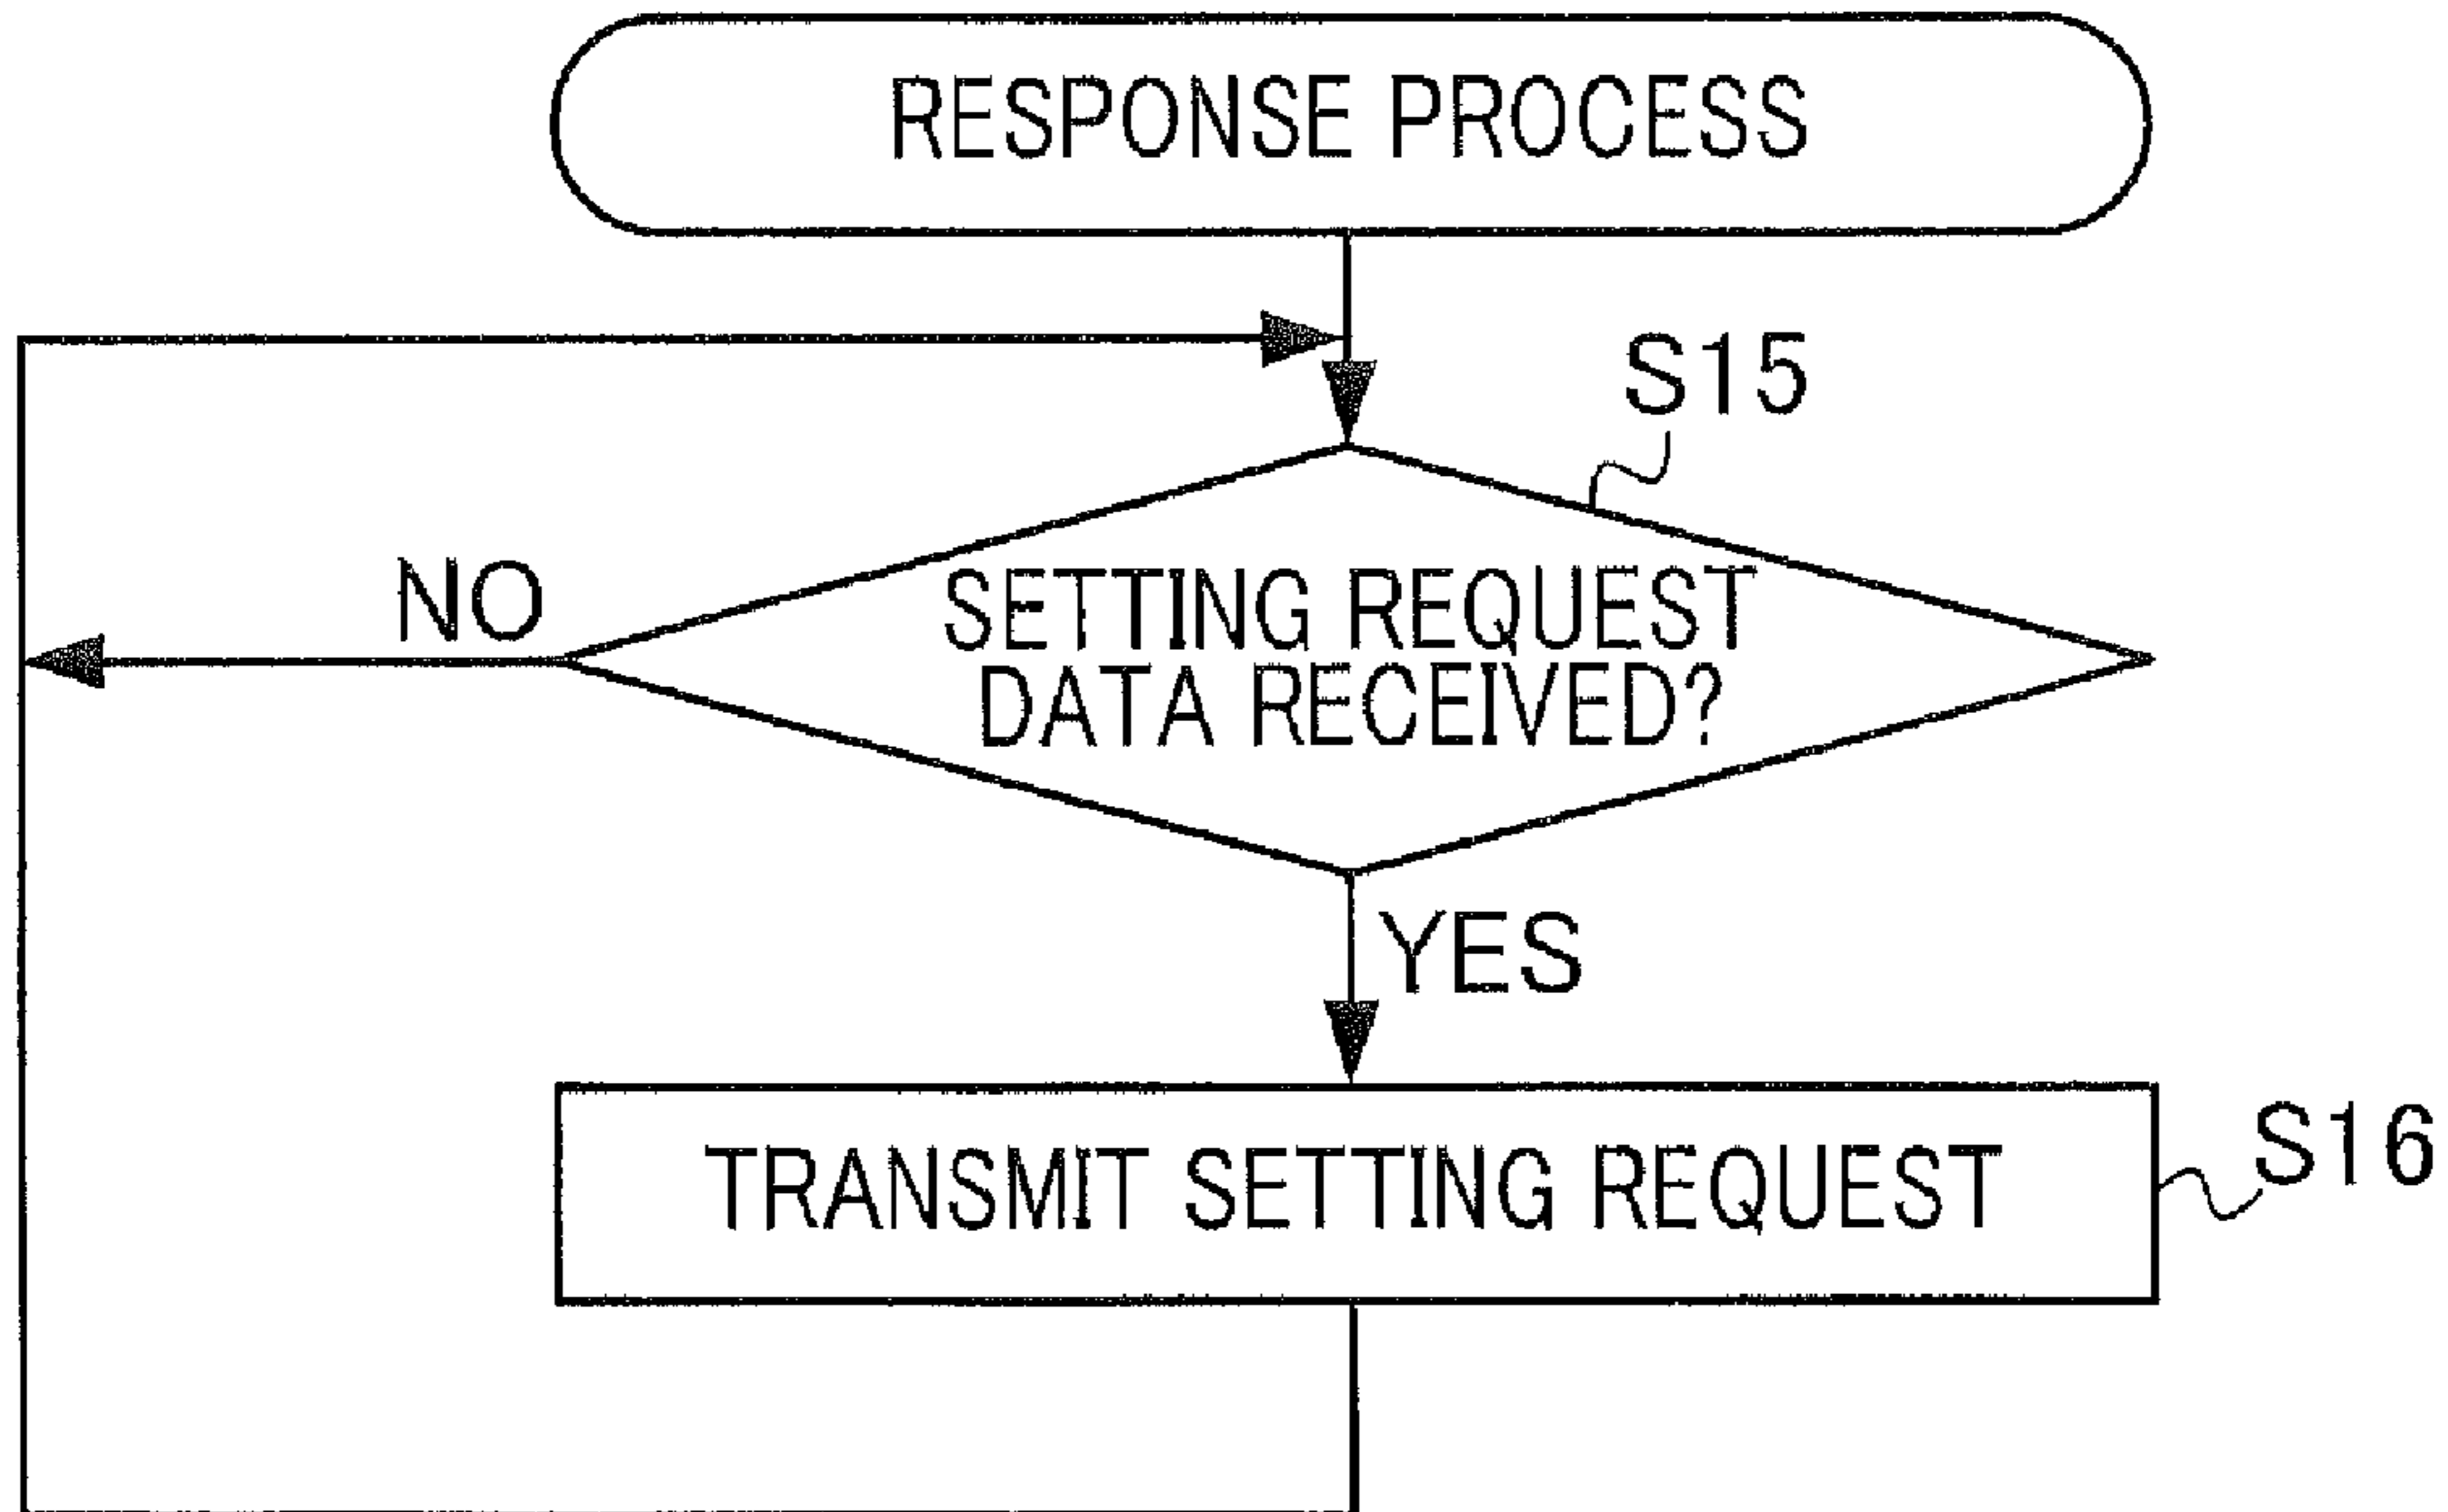 RESPONSE PROCESS
S15
NO
SETTING REQUEST
DATA RECEIVED?
YES
TRANSMIT SETTING REQUEST
S16